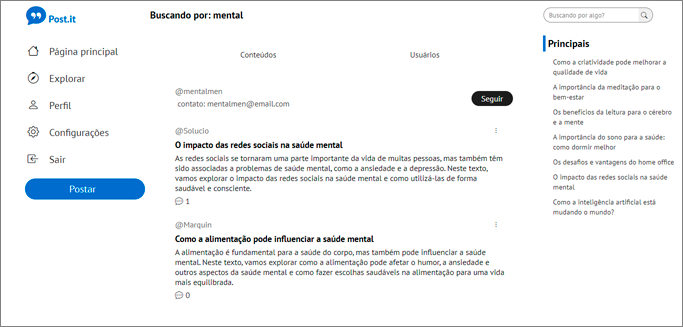 Post.it
Página principal
Explorar
Perfil
Configurações
Sair
Postar
Buscando por: mental
Conteúdos
Usuários
@mentalmen
contato: mentalmen@email.com
Seguir
@Solucio
O impacto das redes sociais na saúde mental
As redes sociais se tornaram uma parte importante da vida de muitas pessoas, mas também têm
sido associadas a problemas de saúde mental, como a ansiedade e a depressão. Neste texto,
vamos explorar o impacto das redes sociais na saúde mental e como utilizá-las de forma
saudável e consciente.
1
@Marquin
Como a alimentação pode influenciar a saúde mental
A alimentação é fundamental para a saúde do corpo, mas também pode influenciar a saúde
mental. Neste texto, vamos explorar como a alimentação pode afetar o humor, a ansiedade e
outros aspectos da saúde mental e como fazer escolhas saudáveis na alimentação para uma vida
mais equilibrada.
0
Buscando por algo?
Principais
Como a criatividade pode melhorar a
qualidade de vida
A importância da meditação para o
bem-estar
Os benefícios da leitura para o cérebro
e a mente
A importância do sono para a saúde:
como dormir melhor
Os desafios e vantagens do home office
O impacto das redes sociais na saúde
mental
Como a inteligência artificial está
mudando o mundo?